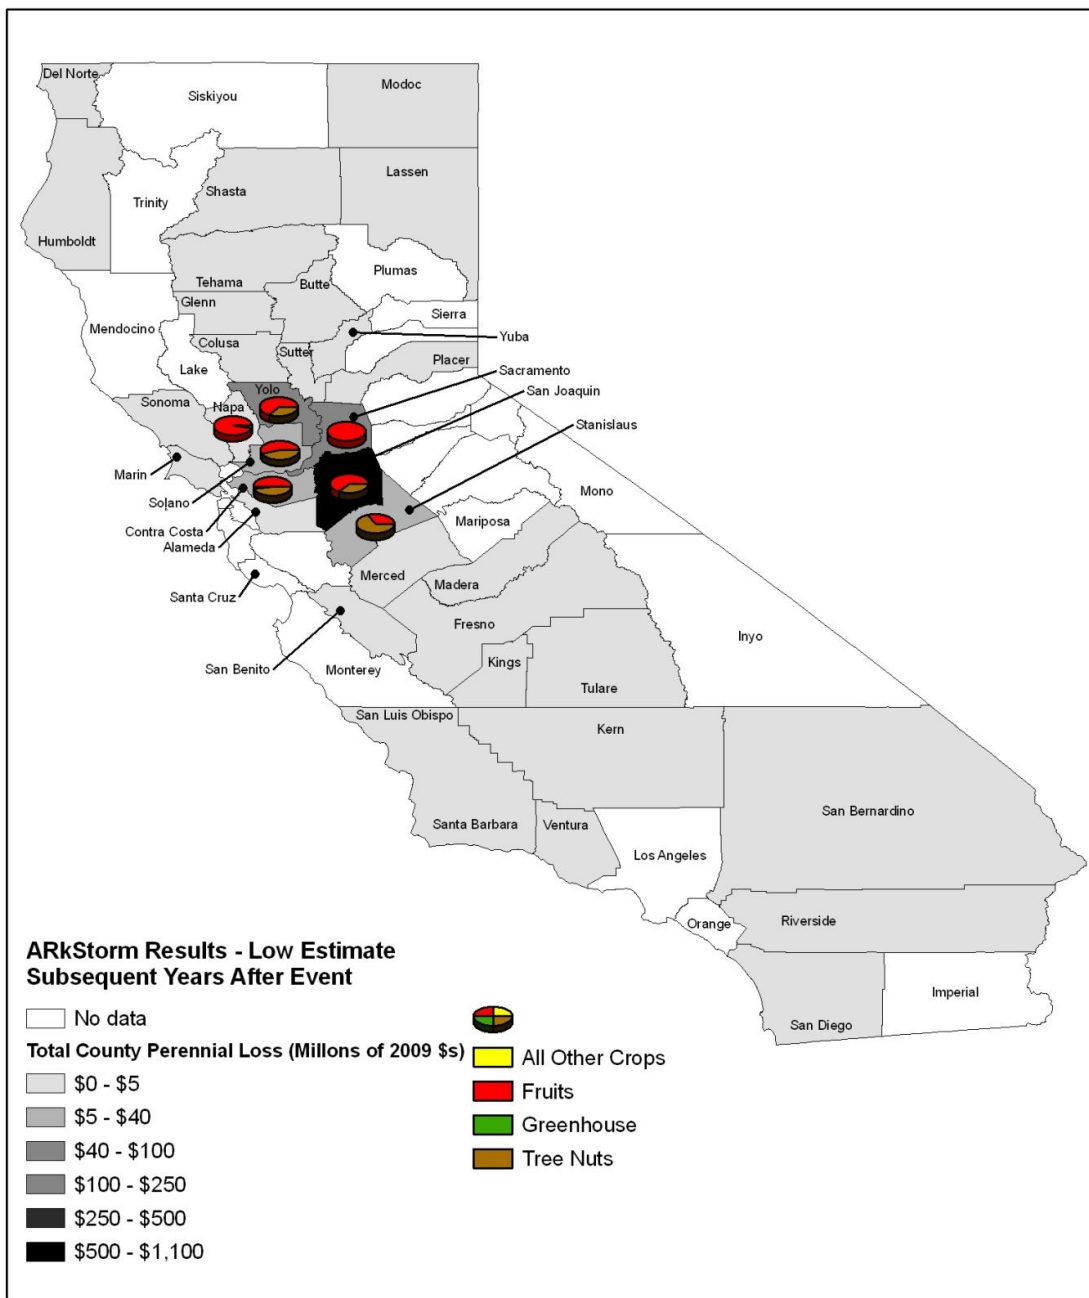 Del Norte
Siskiyou
Modoc
Trinity
Shasta
Lassen
Humboldt
Tehama
Butte
Plumas
Glenn
Sierra
Mendocino
Colusa
Sutter
Yuba
Lake
Placer
Sacramento
Yolo
San Joaquin
Sonoma
Napa
Stanislaus
Marin
Solano
Mono
Contra Costa
Mariposa
Alameda
Merced
Madera
Santa Cruz
Fresno
Inyo
San Benito
Monterey
Kings
Tulare
San Luis Obispo
Kern
San Bernardino
Santa Barbara
Ventura
Los Angeles
Orange
Riverside
Imperial
San Diego
ARkStorm Results - Low Estimate
Subsequent Years After Event
No data
Total County Perennial Loss (Millons of 2009 $s)
$0 - $5
$5 - $40
$40 - $100
$100 - $250
$250 - $500
$500 - $1,100
All Other Crops
Fruits
Greenhouse
Tree Nuts